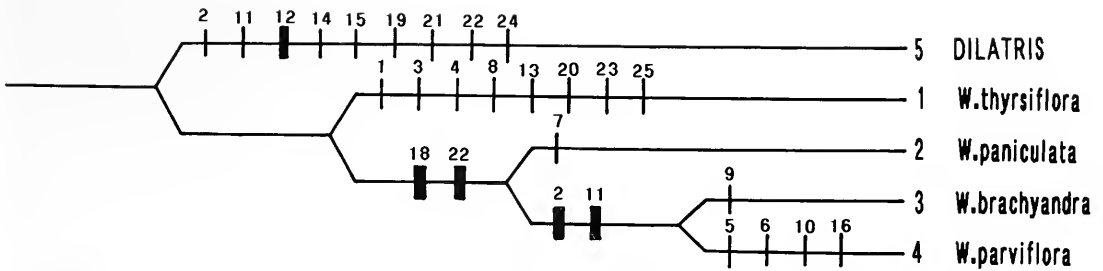 2 11 12 14 15 19 21 22 24
5 DILATRIS
1 3 4 8 13 20 23 25
1 W.thyrsiflora
7
2 W.paniculata
18 22
9
3 W.brachyandra
2 11
5 6 10 16
4 W.parviflora